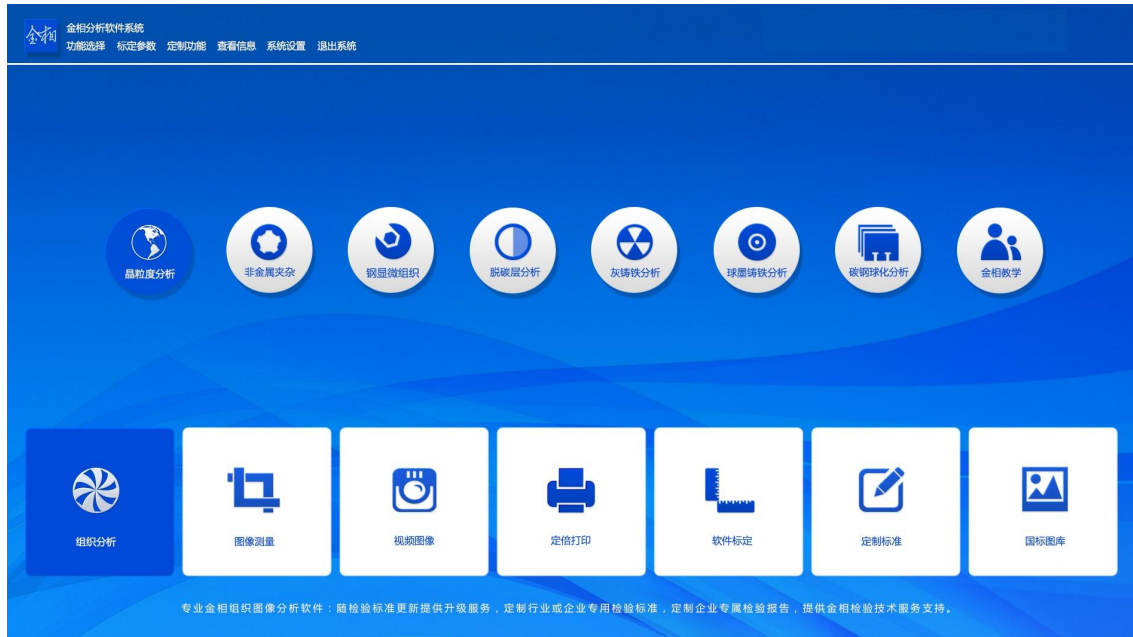 金相
金相分析软件系统
功能选择 标定参数 定制功能 查看信息 系统设置 退出系统
晶粒度分析 非金属夹杂 钢显微组织 脱碳层分析 灰铸铁分析 球墨铸铁分析 碳钢球化分析 金相教学
组织分析 图像测量 视频图像 定倍打印 软件标定 定制标准 国标图库
专业金相组织图像分析软件：随检验标准更新提供升级服务，定制行业或企业专用检验标准，定制企业专属检验报告，提供金相检验技术服务支持。